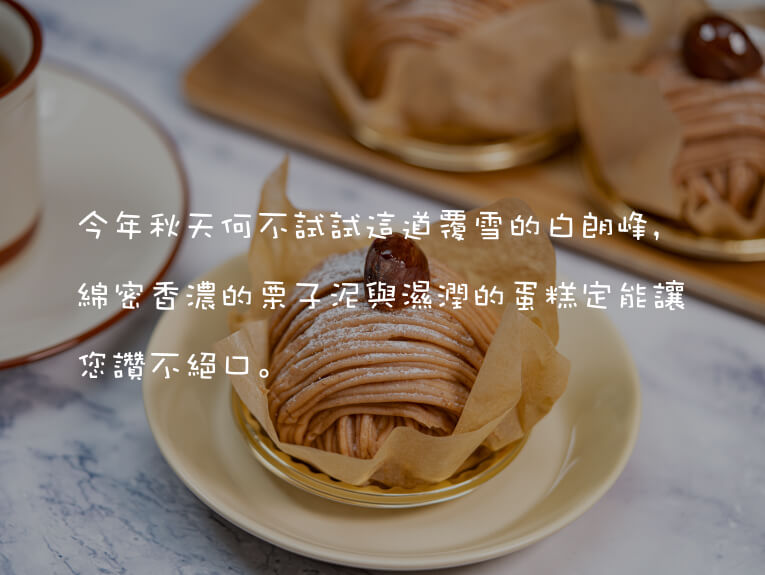 今年秋天何不試試這道覆雪的白朗峰，
綿密香濃的栗子泥與濕潤的蛋糕定能讓
您讚不絕口。